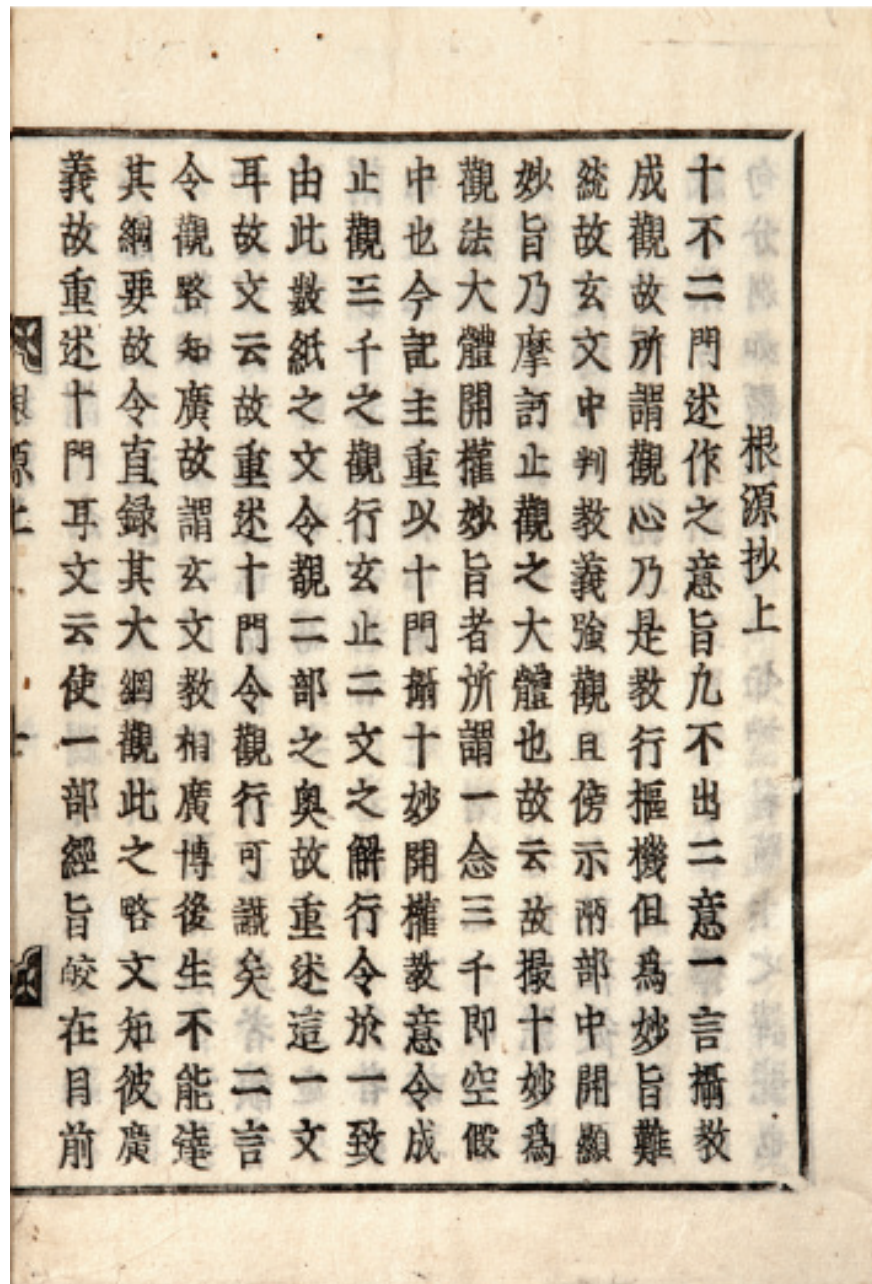 根源抄上
十不二門述作之意旨九不出二意一言攝教
成觀故所謂觀心乃是教行樞機但爲妙旨難
統故玄文中判教義強觀且傍示兩部中開顯
妙旨乃摩訶止觀之大體也故云故撮十妙爲
觀法大體開權妙旨者所謂一念三千即空假
中也今記主重以十門攝十妙開權教意令成
止觀三千之觀行玄止二文之解行令於一致
由此數紙之文令覩二部之奥故重述這一文
耳故文云故重述十門令觀行可識矣 二言
令觀略知廣故謂玄文教相廣博後生不能達
其綱要故令直録其大綱觀此之略文知彼廣
義故重述十門耳文云使一部經旨皎在目前
根源上